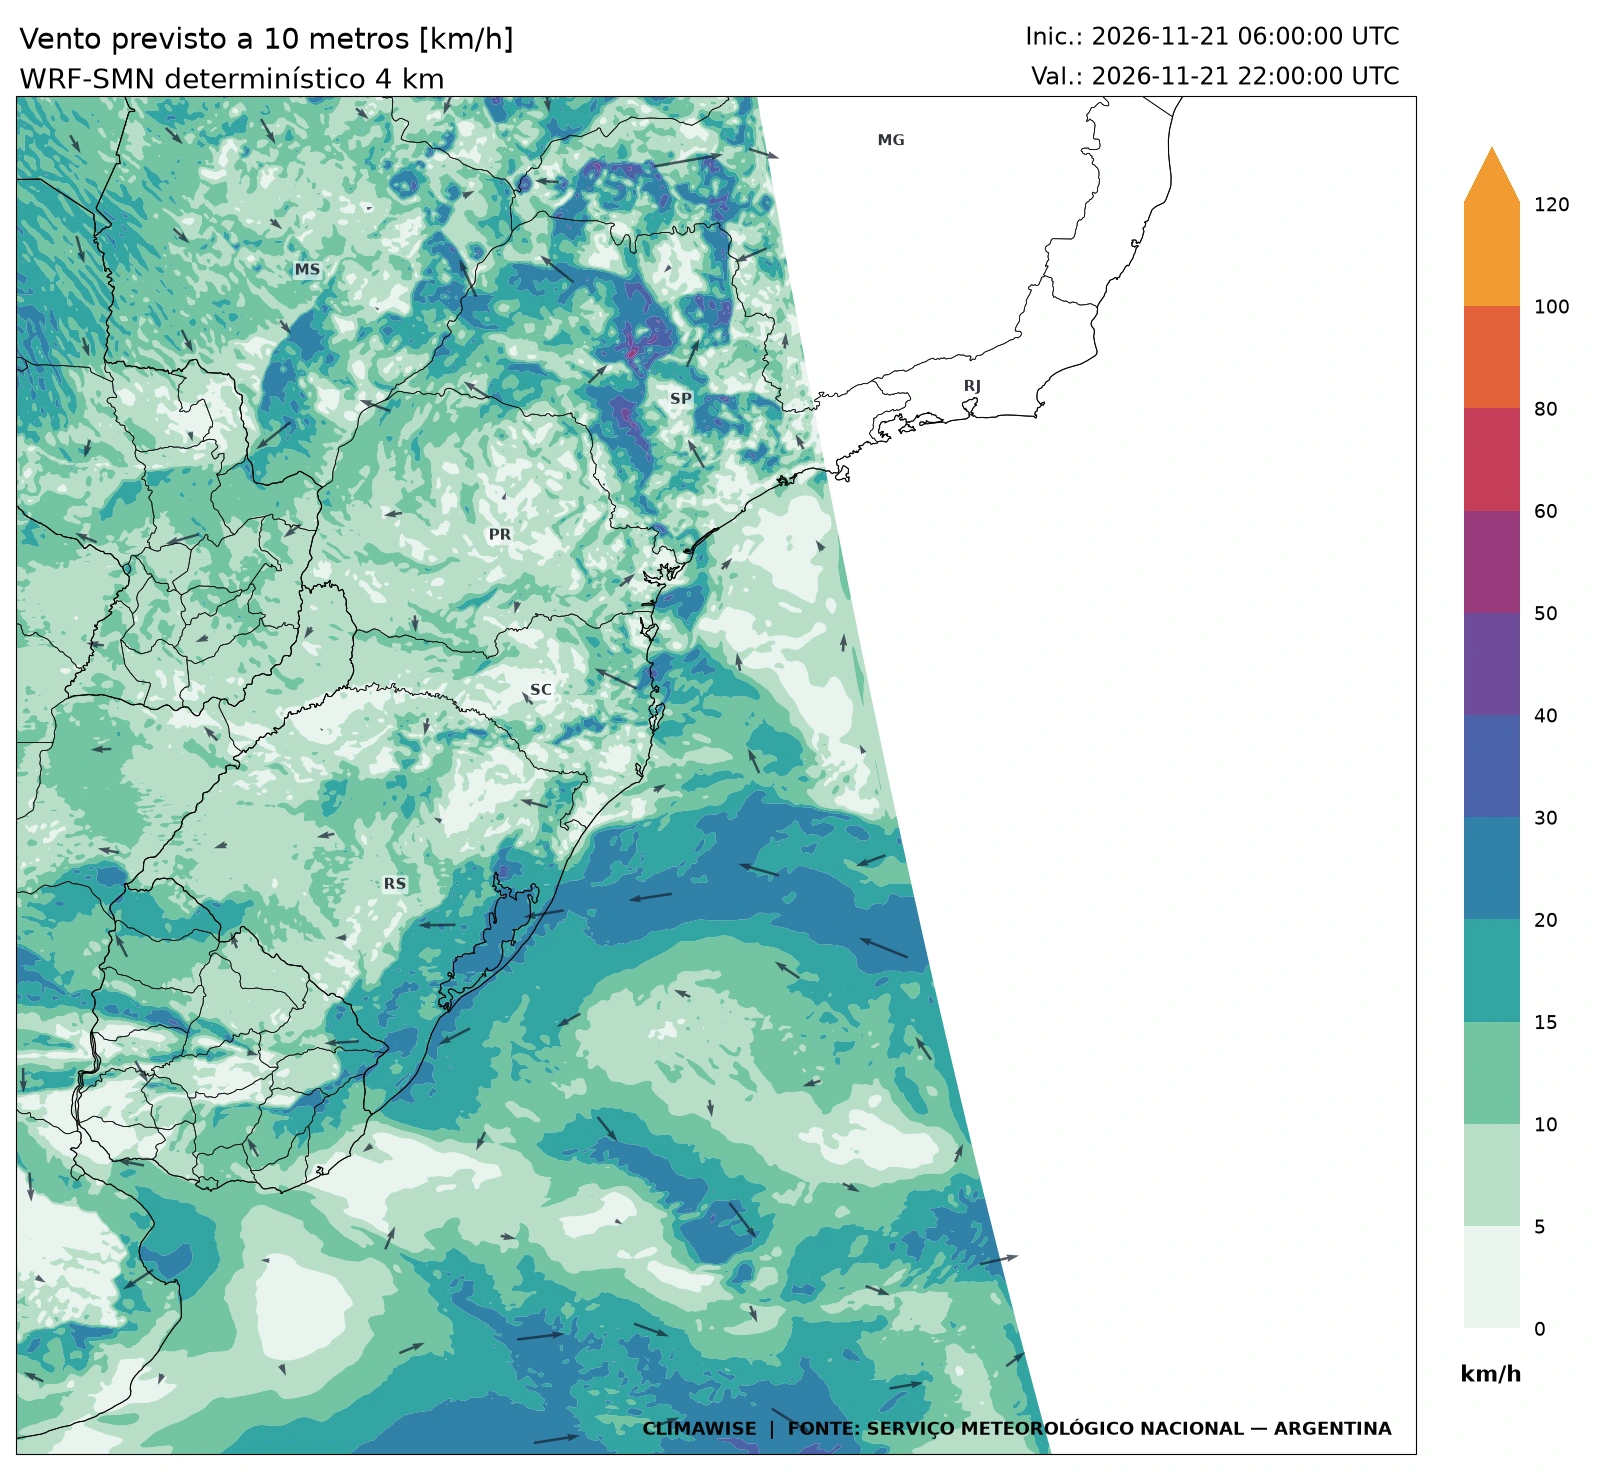 Vento previsto a 10 metros [km/h]
WRF-SMN determinístico 4 km
Inic.: 2026-11-21 06:00:00 UTC
Val.: 2026-11-21 22:00:00 UTC
MG
MS
RJ
SP
PR
SC
RS
120
100
80
60
50
40
30
20
15
10
5
0
km/h
CLIMAWISE | FONTE: SERVIÇO METEOROLÓGICO NACIONAL — ARGENTINA